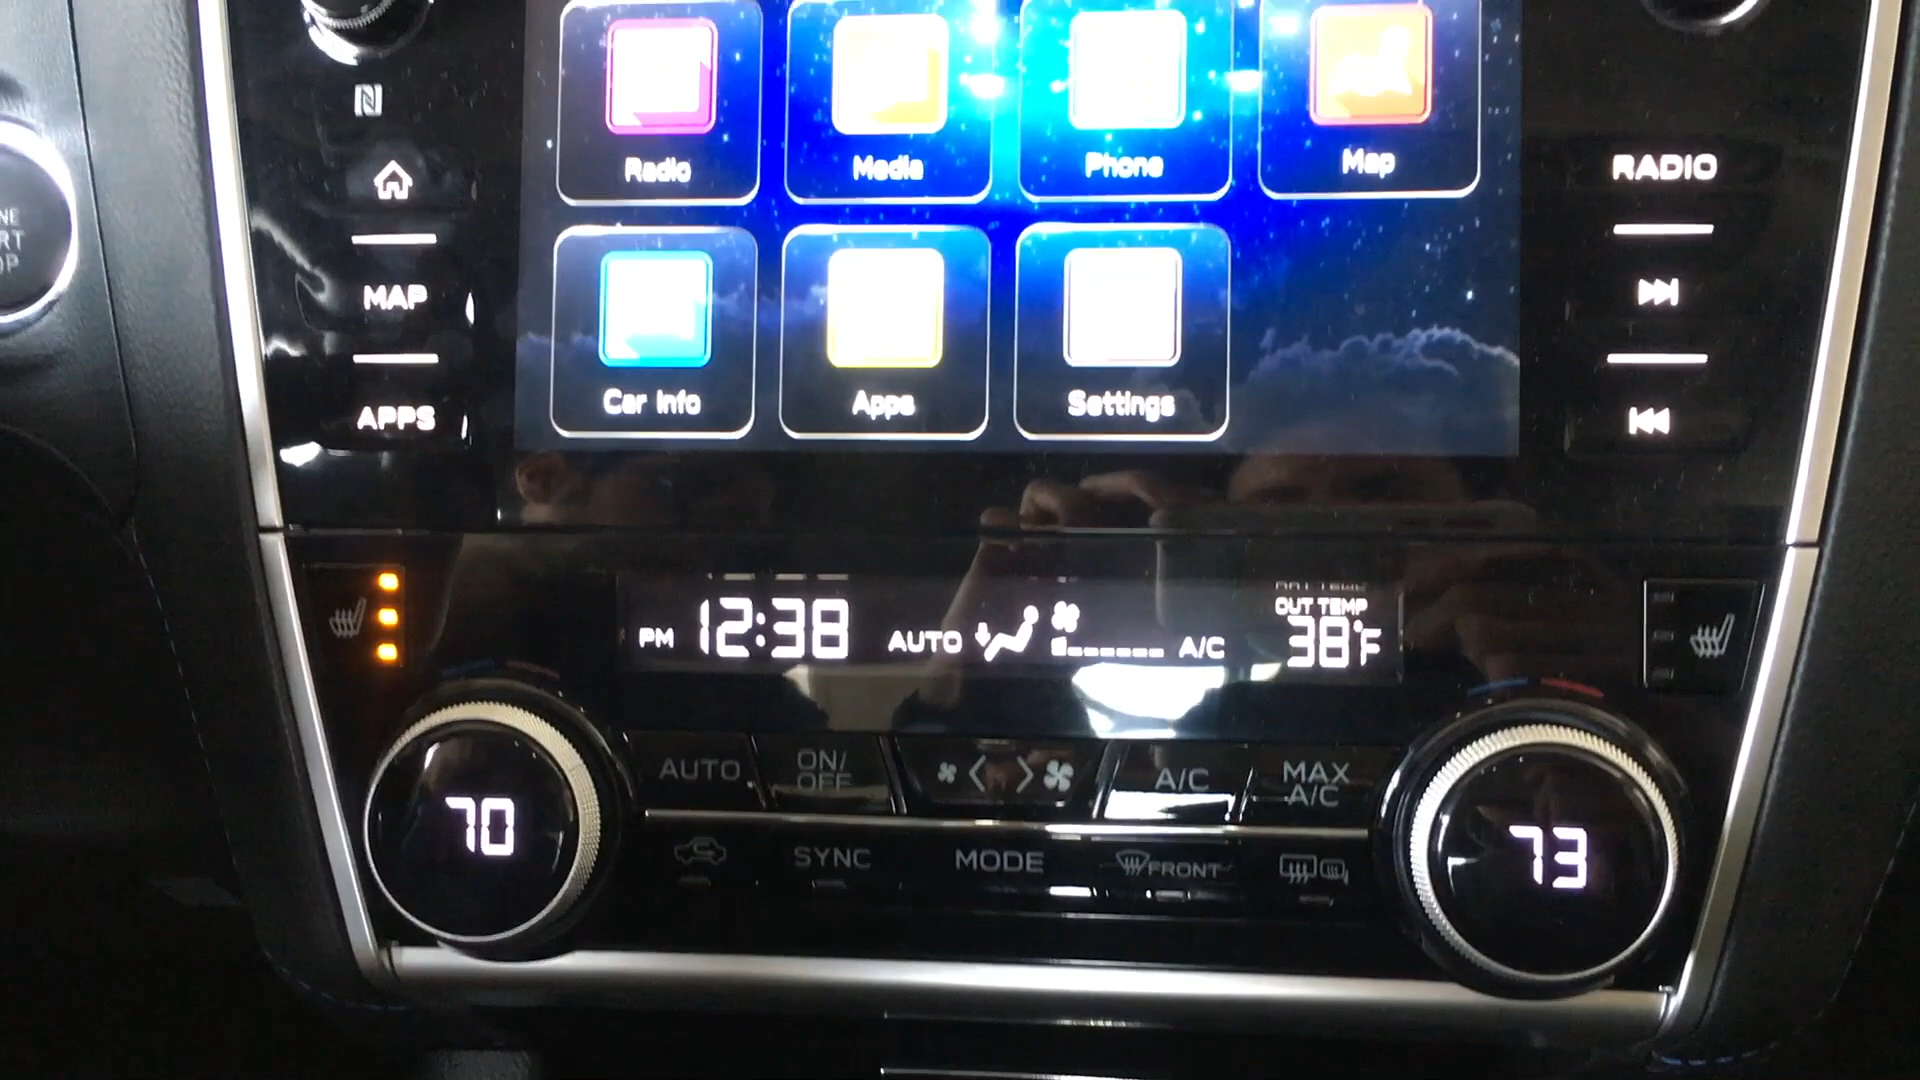 Radio
Media
Phone
Map
RADIO
MAP
APPS
Car Info
Apps
Settings
PM 12:38
AUTO
A/C
OUT TEMP
38°F
AUTO
ON/
OFF
A/C
MAX
A/C
70
73
SYNC
MODE
FRONT